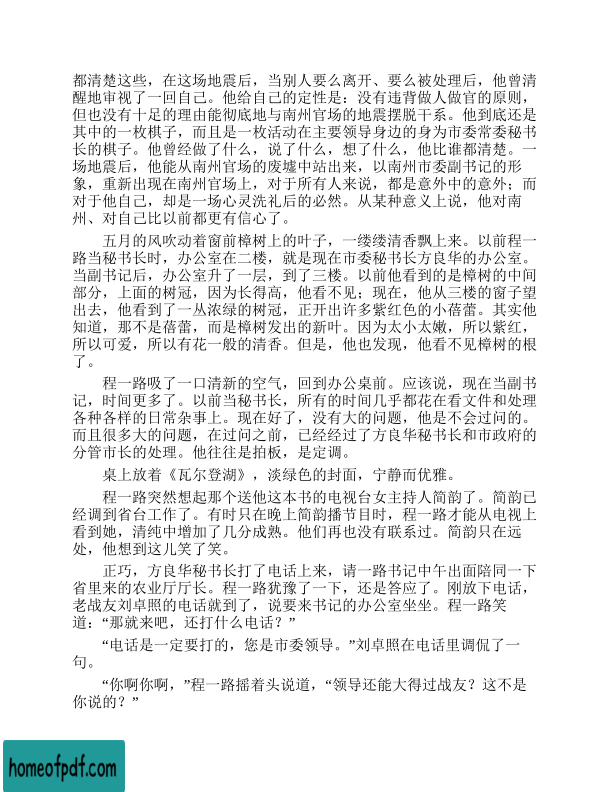 都清楚这些，在这场地震后，当别人要么离开、要么被处理后，他曾清
醒地审视了一回自己。他给自己的定性是：没有违背做人做官的原则，
但也没有十足的理由能彻底地与南州官场的地震摆脱干系。他到底还是
其中的一枚棋子，而且是一枚活动在主要领导身边的身为市委常委秘书
长的棋子。他曾经做了什么，说了什么，想了什么，他比谁都清楚。一
场地震后，他能从南州官场的废墟中站出来，以南州市委副书记的形
象，重新出现在南州官场上，对于所有人来说，都是意外中的意外；而
对于他自己，却是一场心灵洗礼后的必然。从某种意义上说，他对南
州、对自己比以前都更有信心了。
五月的风吹动着窗前樟树上的叶子，一缕缕清香飘上来。以前程一
路当秘书长时，办公室在二楼，就是现在市委秘书长方良华的办公室。
当副书记后，办公室升了一层，到了三楼。以前他看到的是樟树的中间
部分，上面的树冠，因为长得高，他看不见；现在，他从三楼的窗子望
出去，他看到了一丛浓绿的树冠，正开出许多紫红色的小蓓蕾。其实他
知道，那不是蓓蕾，而是樟树发出的新叶。因为太小太嫩，所以紫红，
所以可爱，所以有花一般的清香。但是，他也发现，他看不见樟树的根
了。
程一路吸了一口清新的空气，回到办公桌前。应该说，现在当副书
记，时间更多了。以前当秘书长，所有的时间几乎都花在看文件和处理
各种各样的日常杂事上。现在好了，没有大的问题，他是不会过问的。
而且很多大的问题，在过问之前，已经经过了方良华秘书长和市政府的
分管市长的处理。他往往是拍板，是定调。
桌上放着《瓦尔登湖》，淡绿色的封面，宁静而优雅。
程一路突然想起那个送他这本书的电视台女主持人简韵了。简韵已
经调到省台工作了。有时只在晚上简韵播节目时，程一路才能从电视上
看到她，清纯中增加了几分成熟。他们再也没有联系过。简韵只在远
处，他想到这儿笑了笑。
正巧，方良华秘书长打了电话上来，请一路书记中午出面陪同一下
省里来的农业厅厅长。程一路犹豫了一下，还是答应了。刚放下电话，
老战友刘卓照的电话就到了，说要来书记的办公室坐坐。程一路笑
道：“那就来吧，还打什么电话？”
“电话是一定要打的，您是市委领导。”刘卓照在电话里调侃了一
句。
“你啊你啊，”程一路摇着头说道，“领导还能大得过战友？这不是
你说的？”
homeofpdf.com